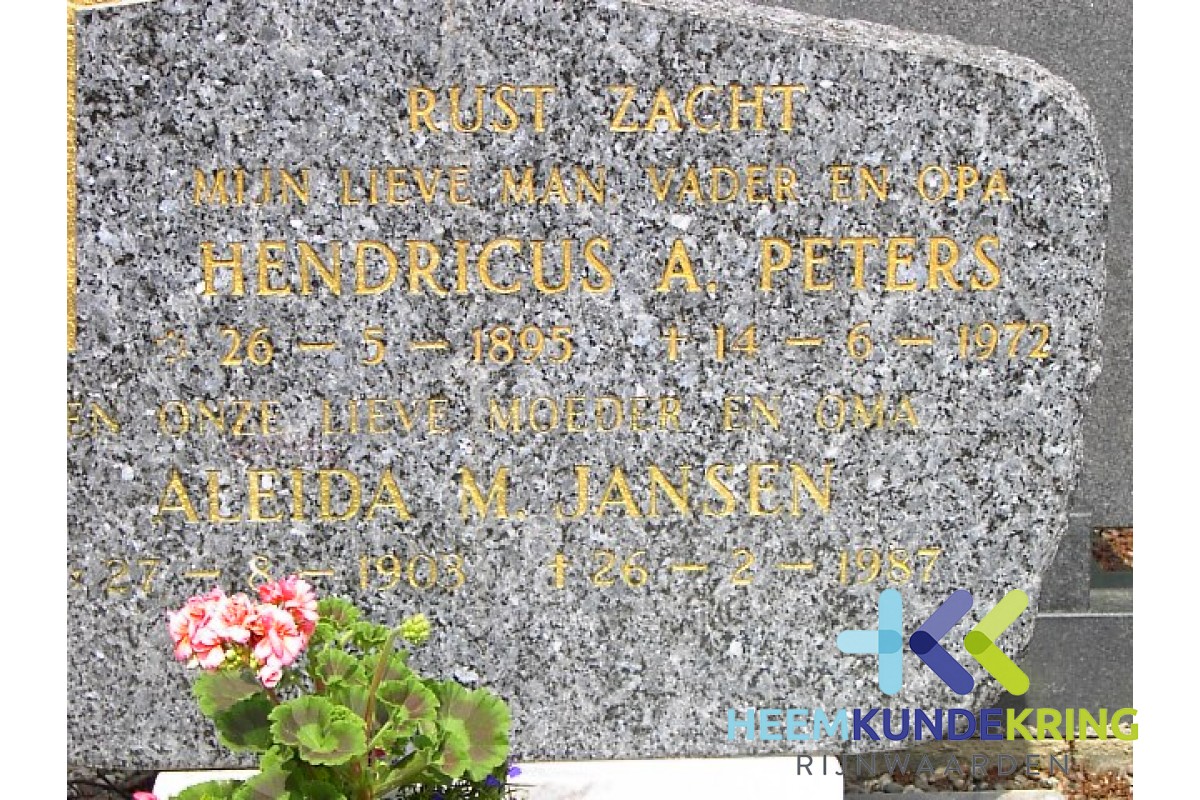 RUST ZACHT
MIJN LIEVE MAN, VADER EN OPA
HENDRICUS A. PETERS
☆ 26 – 5 – 1895 † 14 – 6 – 1972
EN ONZE LIEVE MOEDER EN OMA
ALEIDA M. JANSEN
27 – 8 – 1903 † 26 – 2 – 1987
HEEMKUNDEKRING
RIJNWAARDEN